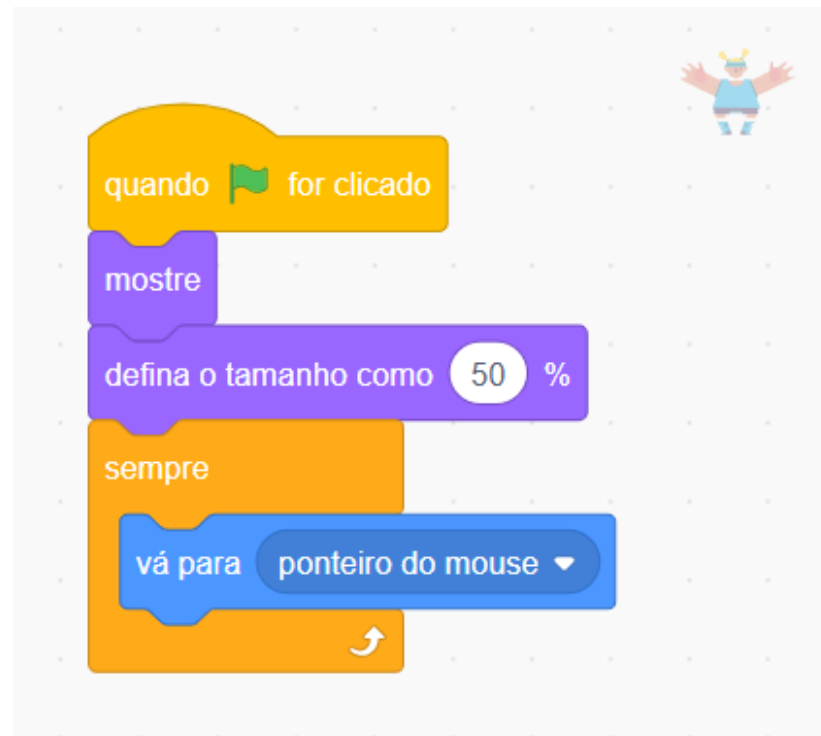 quando for clicado
mostre
defina o tamanho como 50 %
sempre
vá para ponteiro do mouse